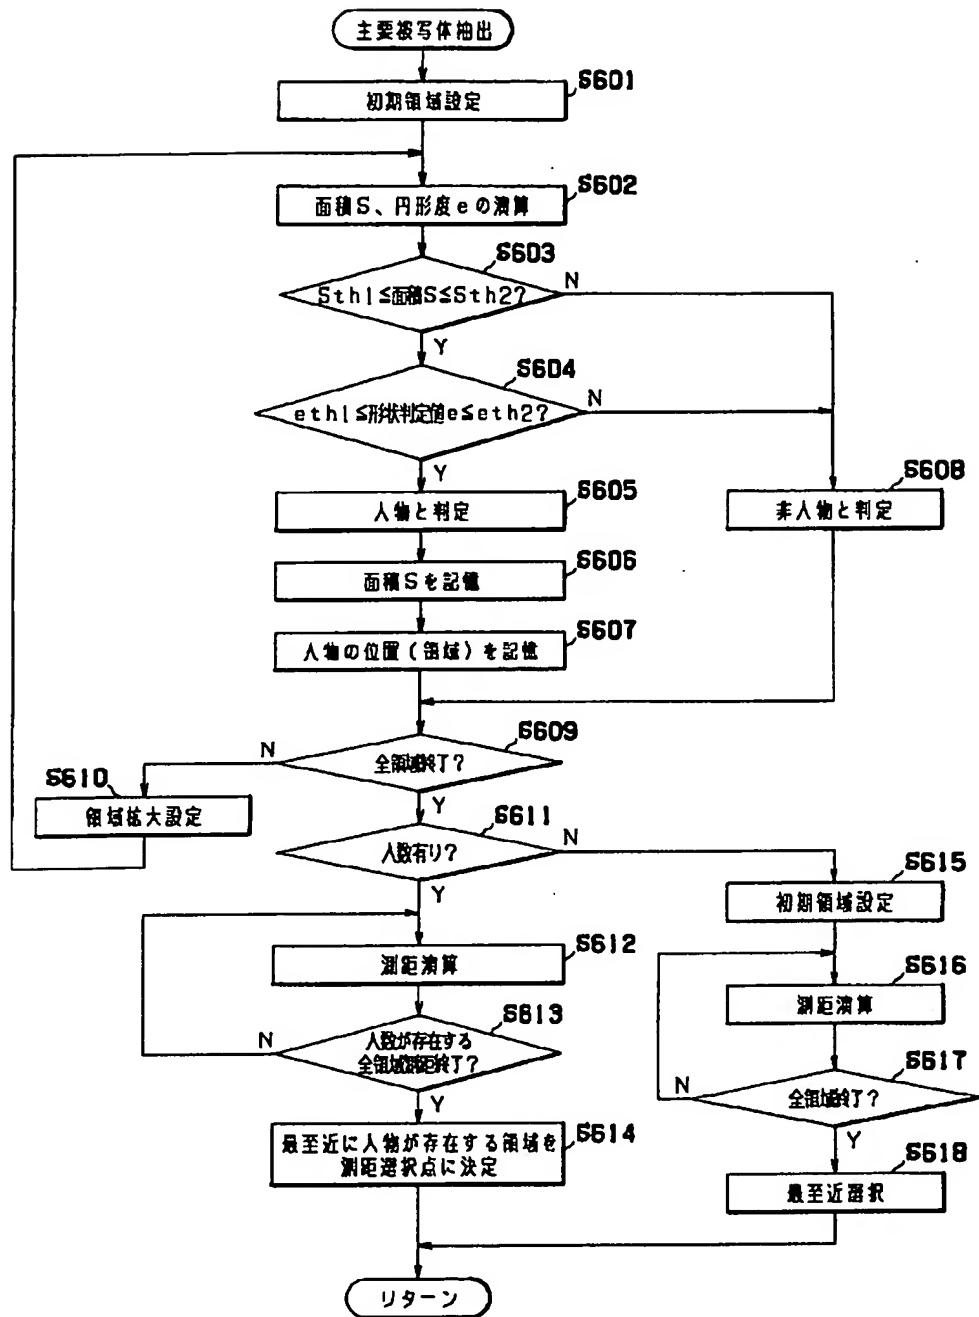 主要被写体抽出
S601
初期領域設定
S602
面積S、円形度eの演算
S603
Sth1≦面積S≦Sth2?
N
Y
S604
eth1≦形状判定値e≦eth2?
N
Y
S605
人物と判定
S608
非人物と判定
S606
面積Sを記憶
S607
人物の位置(領域)を記憶
S609
全領域終了?
N
Y
S610
領域拡大設定
S611
人数有り?
N
Y
S615
初期領域設定
S612
測距演算
S616
測距演算
S613
人数が存在する
全領域測距終了?
N
Y
S617
全領域終了?
N
Y
S614
最至近に人物が存在する領域を
測距選択点に決定
S618
最至近選択
リターン